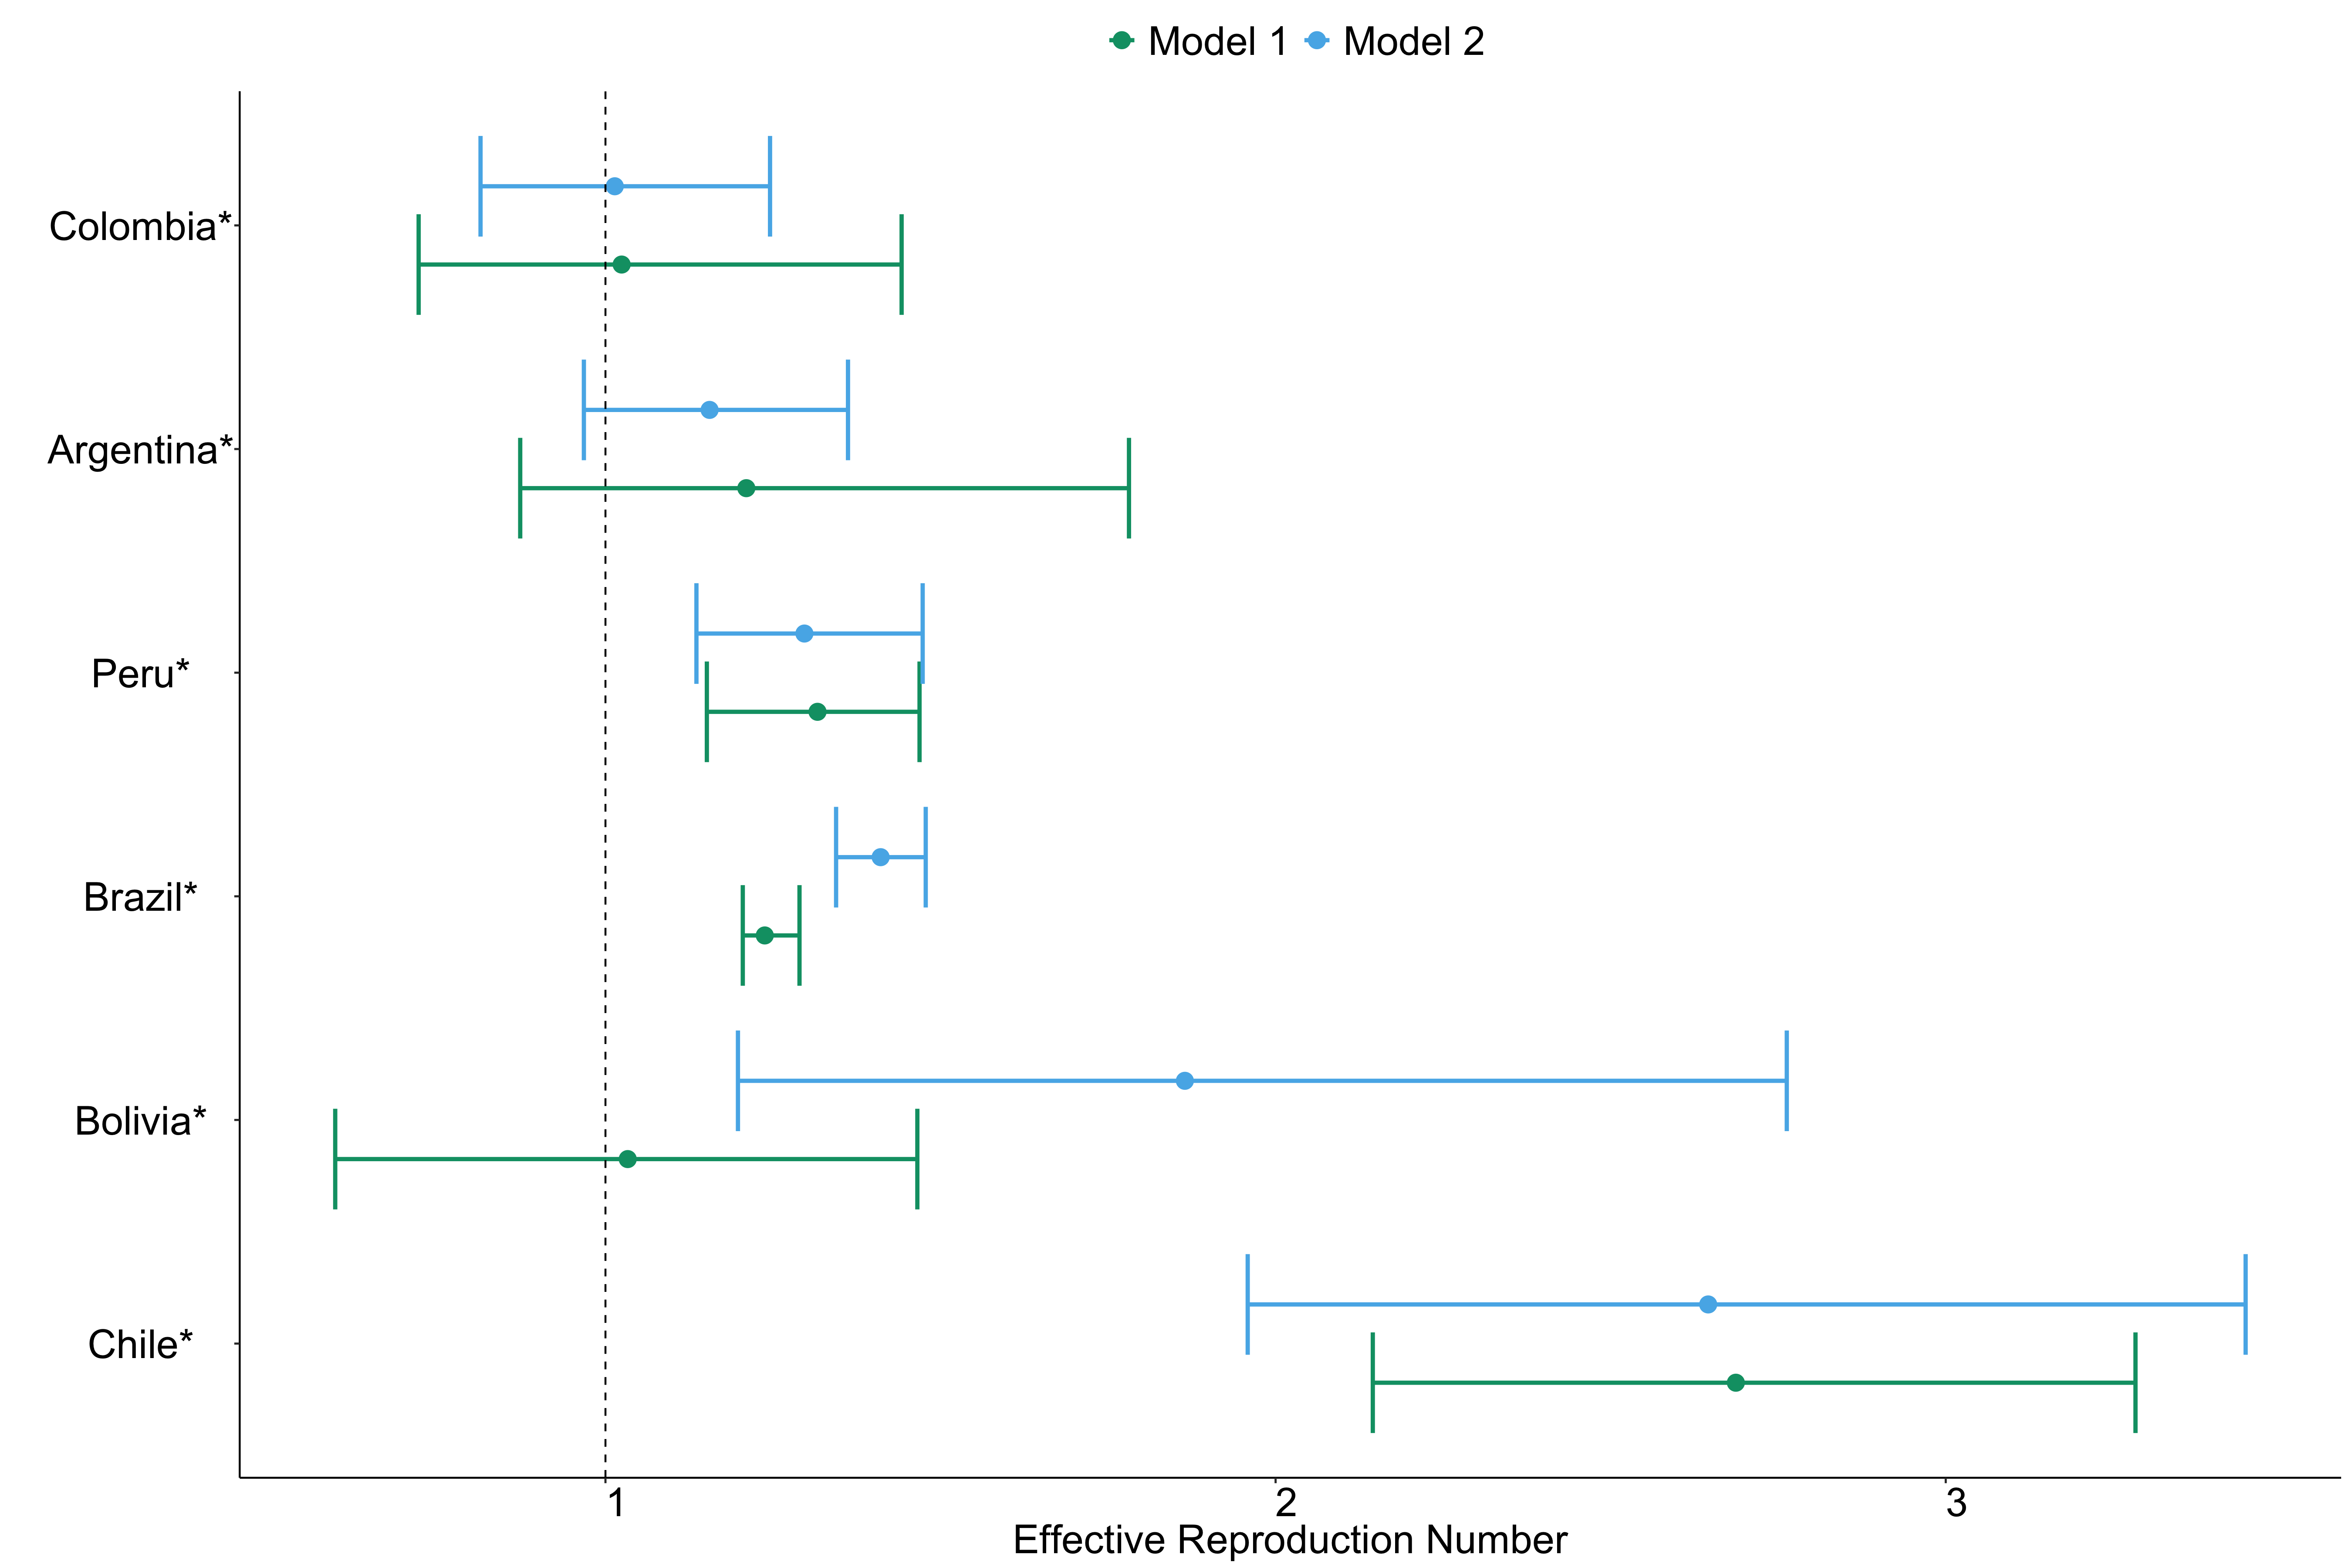 Model 1 Model 2
Colombia*
Argentina*
Peru*
Brazil*
Bolivia*
Chile*
1 2 3
Effective Reproduction Number